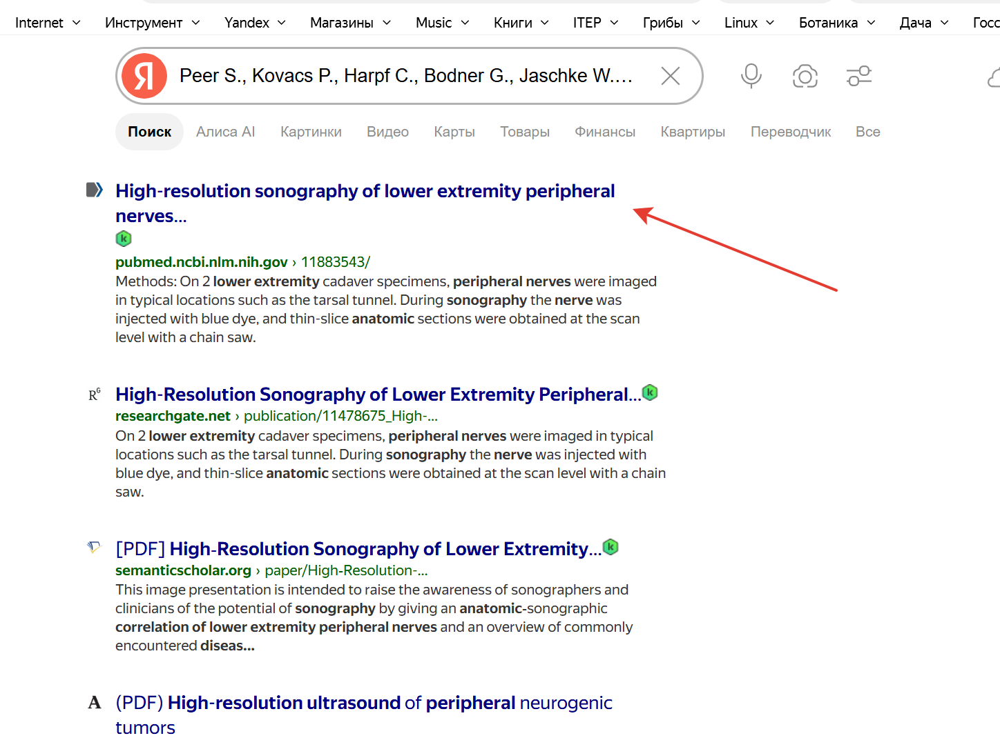 Internet Инструмент Yandex Магазины Music Книги ITEP Грибы Linux Ботаника Дача
Я Peer S., Kovacs P., Harpf C., Bodner G., Jaschke W....
Поиск Алиса AI Картинки Видео Карты Товары Финансы Квартиры Переводчик Все
High-resolution sonography of lower extremity peripheral
nerves...
k
pubmed.ncbi.nlm.nih.gov › 11883543/
Methods: On 2 lower extremity cadaver specimens, peripheral nerves were imaged
in typical locations such as the tarsal tunnel. During sonography the nerve was
injected with blue dye, and thin-slice anatomic sections were obtained at the scan
level with a chain saw.
RG High-Resolution Sonography of Lower Extremity Peripheral... k
researchgate.net › publication/11478675_High-...
On 2 lower extremity cadaver specimens, peripheral nerves were imaged in typical
locations such as the tarsal tunnel. During sonography the nerve was injected with
blue dye, and thin-slice anatomic sections were obtained at the scan level with a chain
saw.
[PDF] High-Resolution Sonography of Lower Extremity... k
semanticscholar.org › paper/High-Resolution-...
This image presentation is intended to raise the awareness of sonographers and
clinicians of the potential of sonography by giving an anatomic-sonographic
correlation of lower extremity peripheral nerves and an overview of commonly
encountered diseas...
A (PDF) High-resolution ultrasound of peripheral neurogenic
tumors